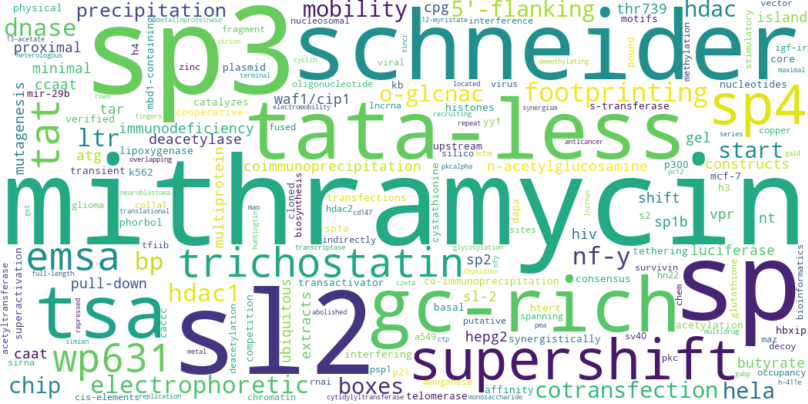 physical
precipitation
mobility
cpg
5'-flanking
thr739
hdac
vector
island
dnase
sp3
schneider
nucleosomal
12-myristate
interference
metalloproteinase
fragment
virion
terminal
13-acetate
heterologous
proximal
minimal
ccaat
mir-29b
rnas
zinc
h4
mbd1-containing
plasmid
viral
tincr
cyclin
oligonucleotide
kb
virus
located
demethylating
bound
methylation
stimulatory
igf-ir
core
maximal
nucleotides
mutagenesis
tat
fingers
tar
verified
catalyzes
electromobility
waf1/cip1
cooperative
o-glcnac
footprinting
sp4
lncrna
recruiting
histones
s-transferase
synergism
immunodeficiency
fused
tata-less
yy1
repeat
upstream
gel
copper
series
start
ltr
deacetylase
lipoxygenase
overlapping
atg
transient
k562
coimmunoprecipitation
n-acetylglucosamine
silico
mtm
anticancer
p300
constructs
mcf-7
gal4
pkcalpha
pc12
mithramycin
multiprotein
cloned
biosynthesis
transfections
hdac2
cd147
sp1a
indirectly
cystathionine
glycosylation
dapa
lncrnas
sites
shift
h3
s2
sp1b
vpr
nt
neuroblastoma
glioma
col1a1
phorbol
translational
gst
mao
huntingtin
tfiib
transcriptase
hiv
tethering
luciferase
emsa
bp
trichostatin
sp2
nf-y
survivin
consensus
hn22
chem
glutathione
bioinformatics
sp
full-length
pull-down
transactivator
co-immunoprecipitation
thymidine
nfy
acetyltransferase
superactivation
tsa
hdac1
sl2
ubiquitous
extracts
abolished
czeta
sl-2
gc-rich
htert
basal
spanning
putative
acetylation
multidrug
simian
repressed
caccc
deacetylation
competition
a549
ctp
pma
hepg2
synergistically
sv40
maz
decoy
hbxip
caat
sirna
wp631
metal
interfering
psp1
p21
supershift
pkc
butyrate
gabp
occupancy
chip
electrophoretic
rnai
boxes
manganese
affinity
telomerase
cotransfection
hela
h-411e
cis-elements
replication
chromatin
cytidylyltransferase
monosaccharide